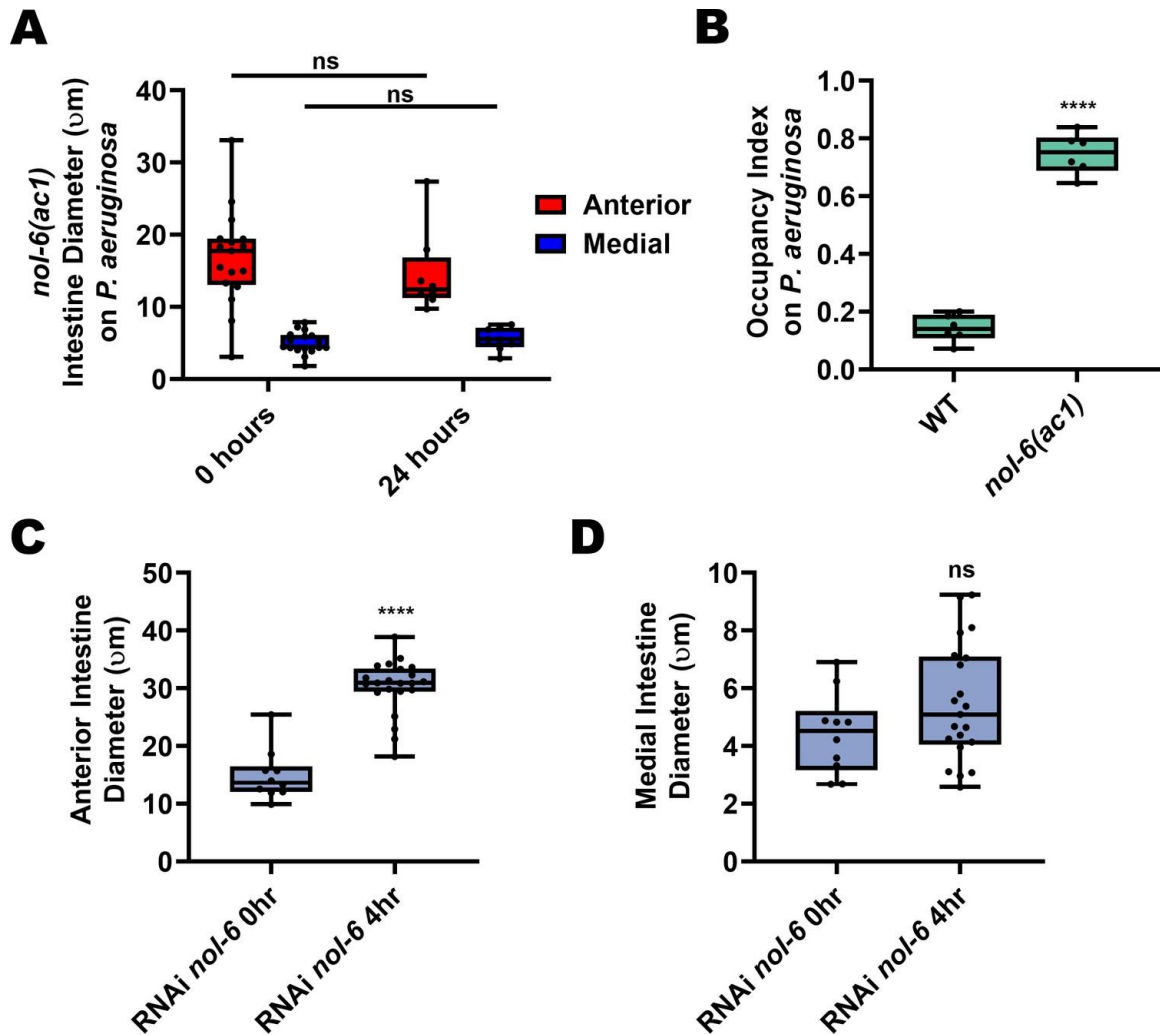 A
nol-6(ac1)
Intestine Diameter (υm)
on P. aeruginosa
40
30
20
10
0
ns
ns
0 hours
24 hours
Anterior
Medial
B
Occupancy Index
on P. aeruginosa
1.0
0.8
0.6
0.4
0.2
0.0
****
WT
nol-6(ac1)
C
Anterior Intestine
Diameter (υm)
50
40
30
20
10
0
****
RNAi nol-6 0hr
RNAi nol-6 4hr
D
Medial Intestine
Diameter (υm)
10
8
6
4
2
0
ns
RNAi nol-6 0hr
RNAi nol-6 4hr